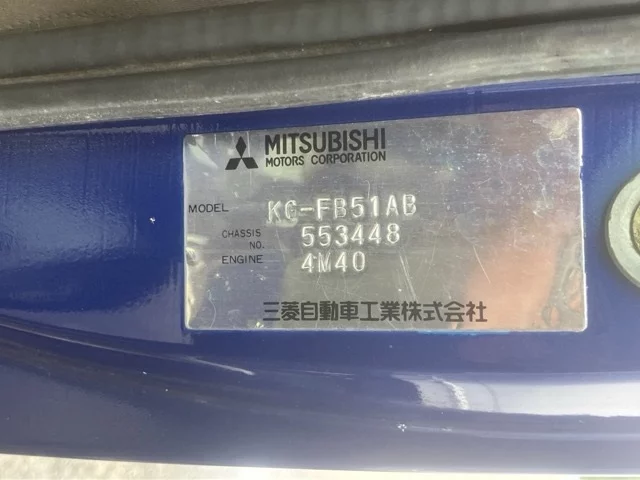 MITSUBISHI
MOTORS CORPORATION
MODEL KC-FB51AB
CHASSIS NO. 553448
ENGINE 4M40
三菱自動車工業株式会社